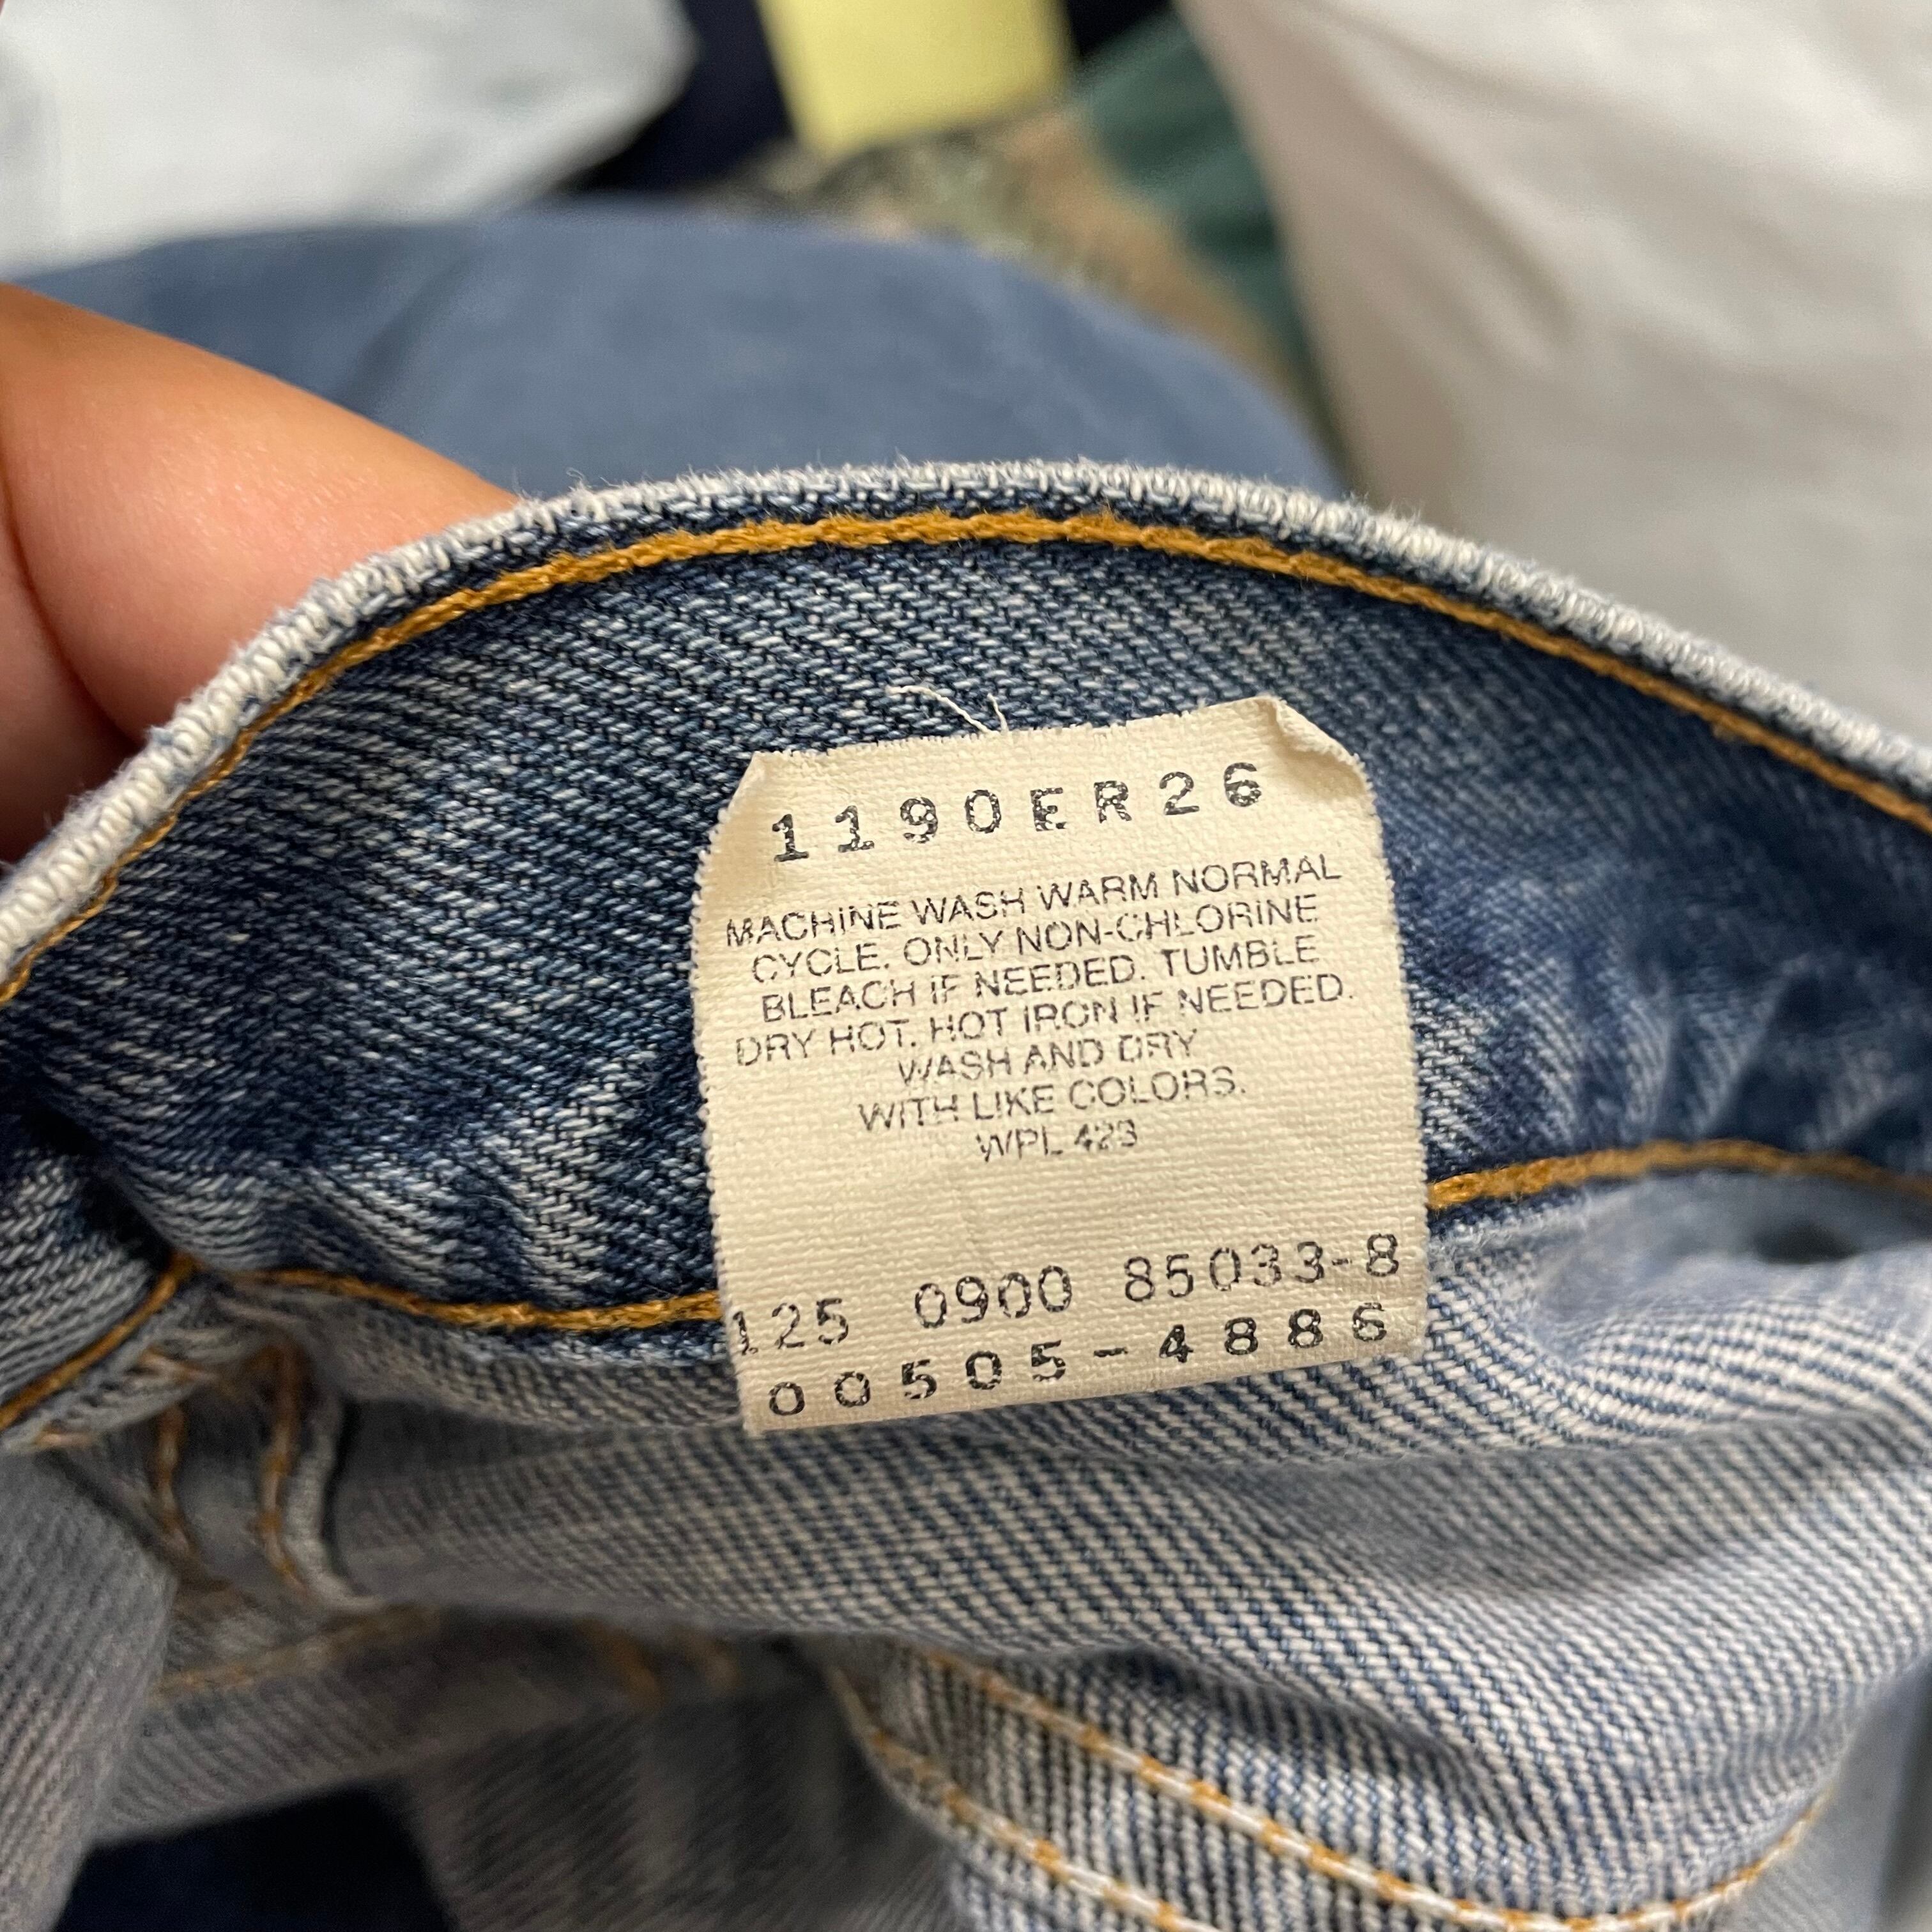 1190ER26
MACHINE WASH WARM NORMAL
CYCLE. ONLY NON-CHLORINE
BLEACH IF NEEDED. TUMBLE
DRY HOT. HOT IRON IF NEEDED.
WASH AND DRY
WITH LIKE COLORS.
WPL 423
125 0900 85033-8
00505-4886